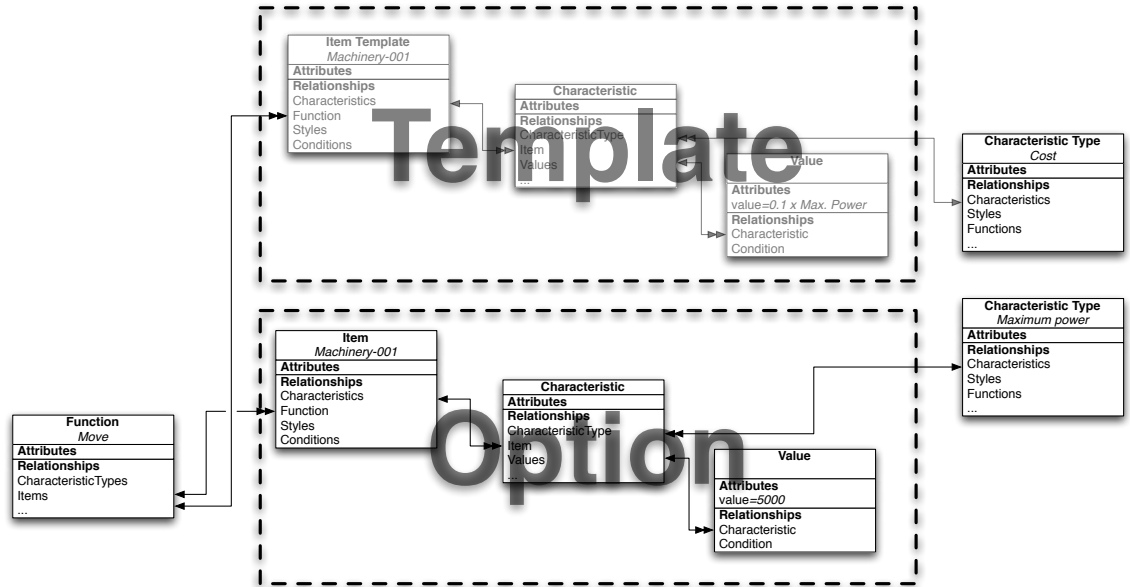 Item Template
Machinery-001
Attributes
Relationships
Characteristics
Function
Styles
Conditions
Template
Characteristic
Attributes
Relationships
CharacteristicType
Item
Values
...
Value
Attributes
value=0.1 x Max. Power
Relationships
Characteristic
Condition
Characteristic Type
Cost
Attributes
Relationships
Characteristics
Styles
Functions
...
Characteristic Type
Maximum power
Attributes
Relationships
Characteristics
Styles
Functions
...
Item
Machinery-001
Attributes
Relationships
Characteristics
Function
Styles
Conditions
Option
Characteristic
Attributes
Relationships
CharacteristicType
Item
Values
...
Value
Attributes
value=5000
Relationships
Characteristic
Condition
Function
Move
Attributes
Relationships
CharacteristicTypes
Items
...